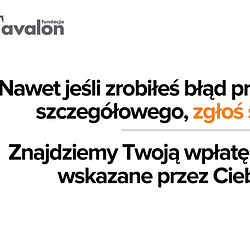 fundacja
avalon
Nawet jeśli zrobiłeś błąd pr
szczegółowego, zgłoś s
Znajdziemy Twoją wpłatę
wskazane przez Cieb